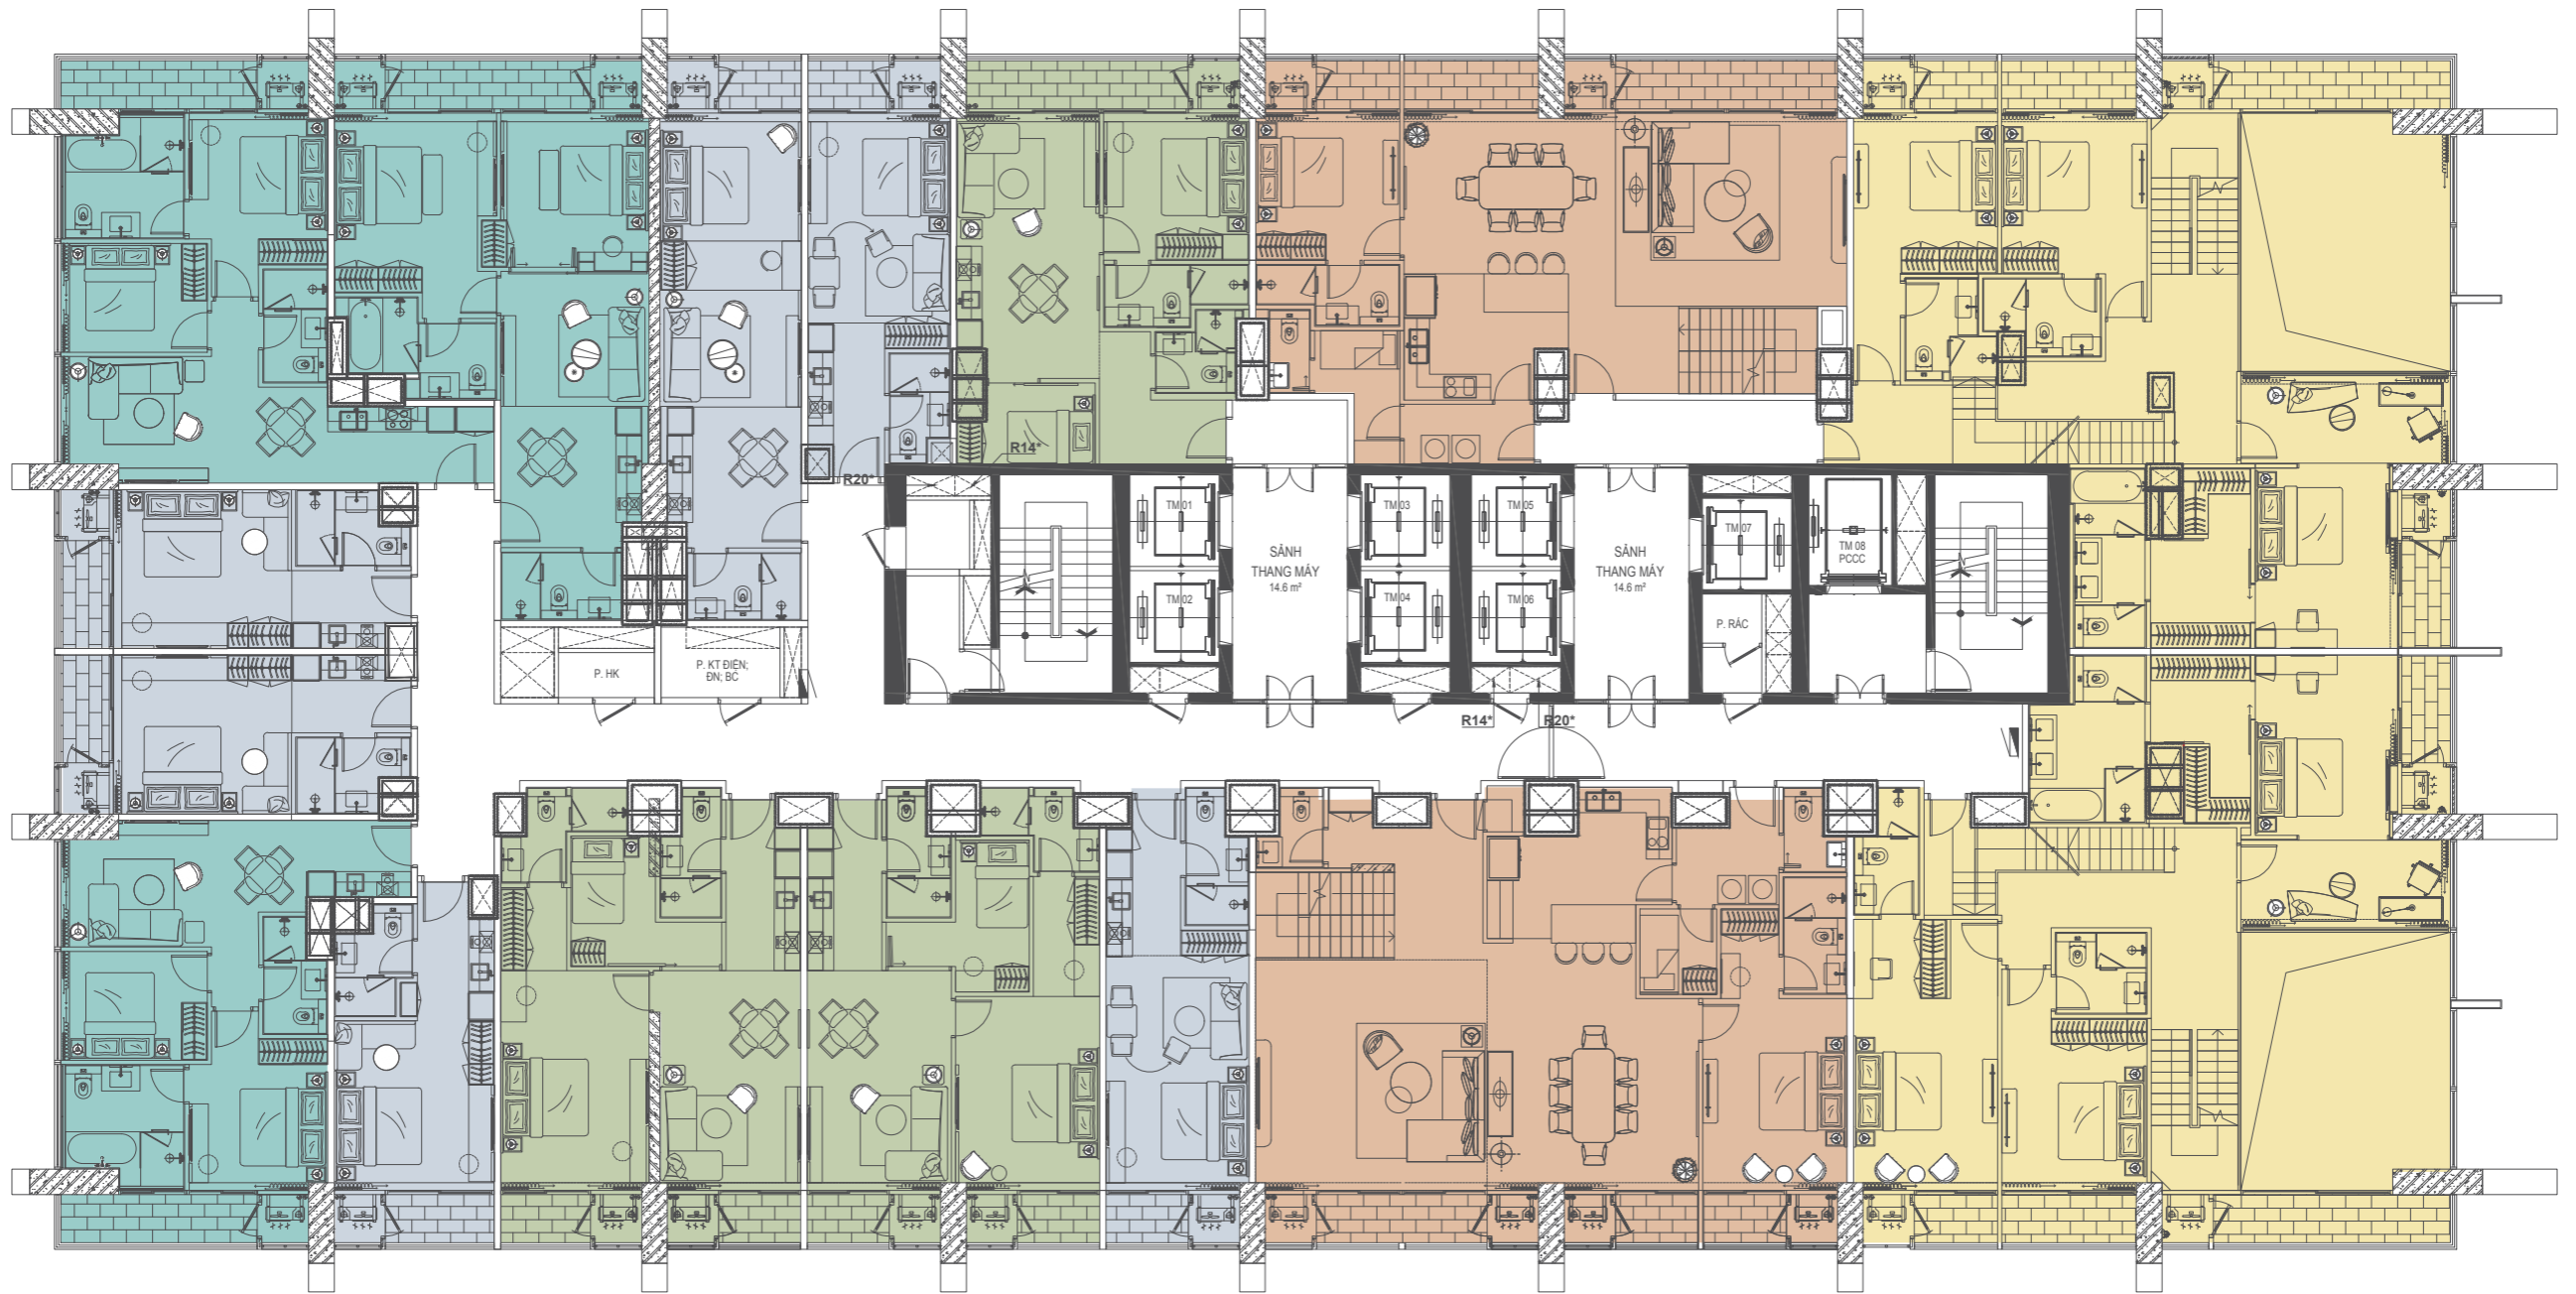 R14*
R20*
TM 01
TM 03
TM 05
TM 07
TM 08
PCCC
SẢNH
THANG MÁY
14.6 m²
SẢNH
THANG MÁY
14.6 m²
TM 02
TM 04
TM 06
P. RÁC
P. HK
P. KT ĐIỆN;
ĐN; BC
R14*
R20*